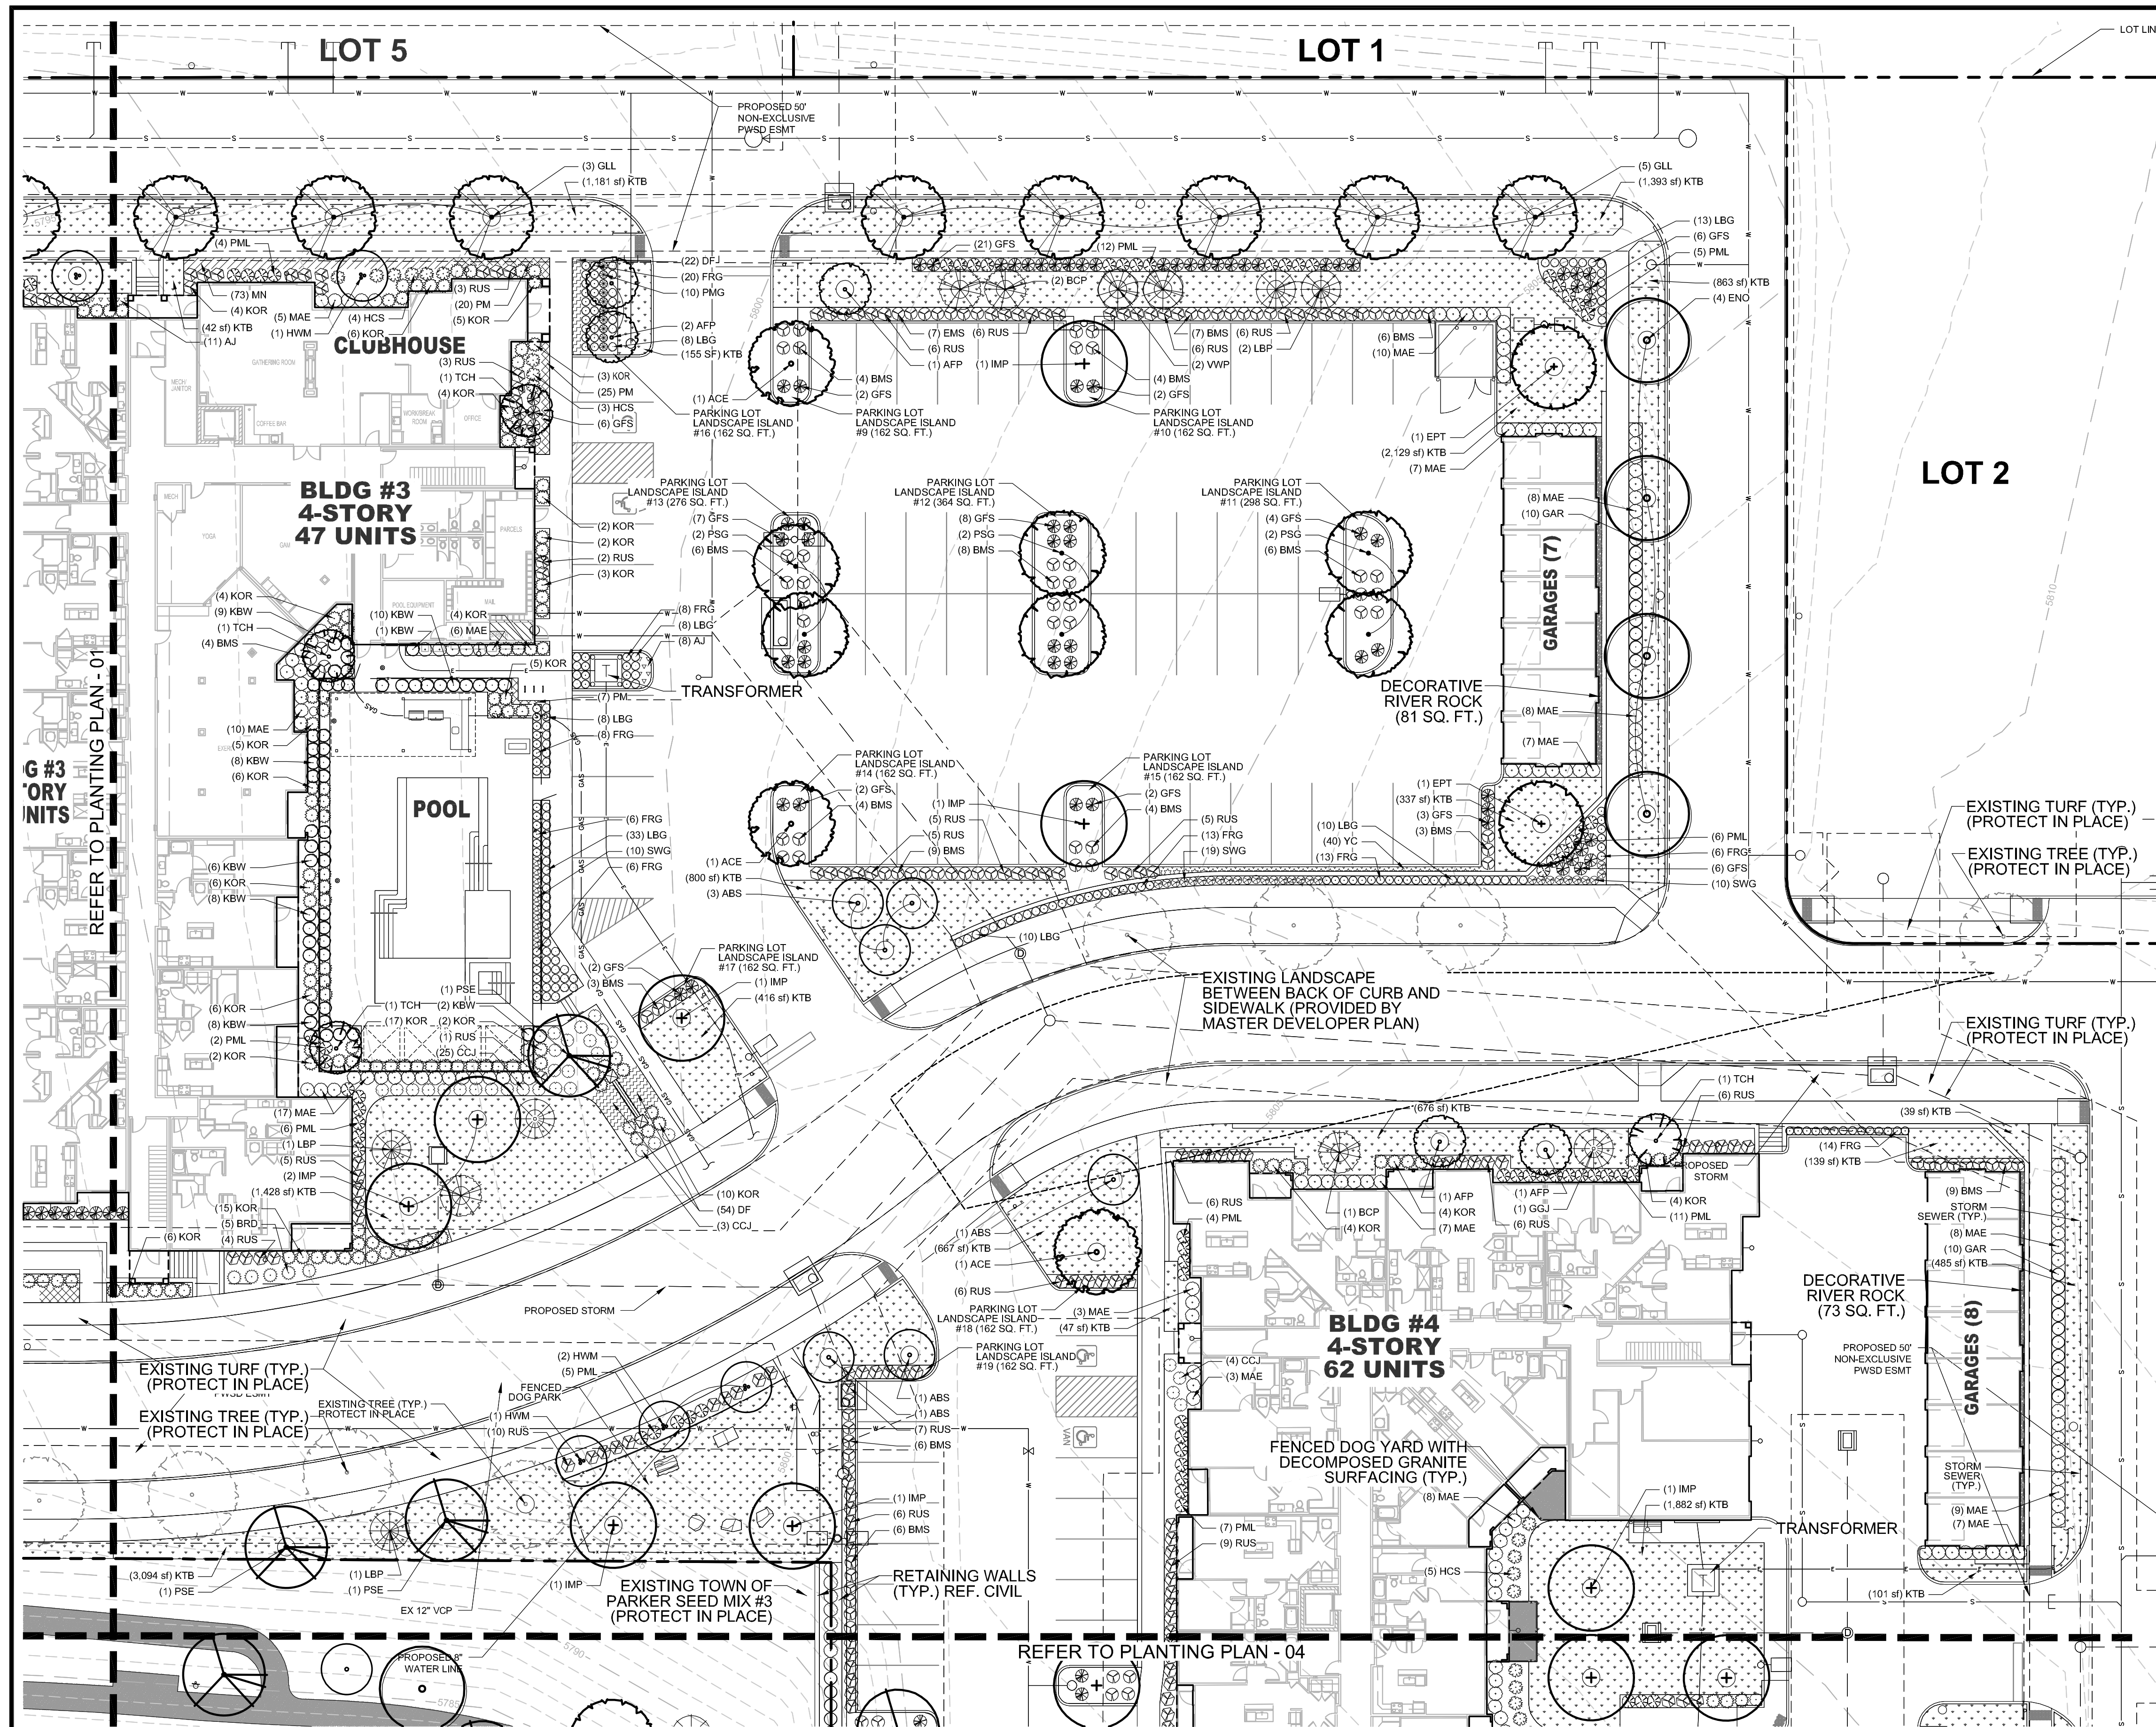 LOT 5
LOT 1
LOT LIN
PROPOSED 50'
NON-EXCLUSIVE
PWSD ESMT
(3) GLL
(1,181 sf) KTB
(5) GLL
(1,393 sf) KTB
(13) LBG
(6) GFS
(5) PML
(863 sf) KTB
(4) ENO
5795
(4) PML
(73) MN
(4) KOR
(42 sf) KTB
(11) AJ
(5) MAE
(1) HWM
(4) HCS
(6) KOR
(3) RUS
(20) PM
(5) KOR
(22) DF
(20) FRG
(10) PMG
(2) AFP
(8) LBG
(155 SF) KTB
5800
(21) GFS
(12) PML
(2) BCP
5805
CLUBHOUSE
GATHERING ROOM
MECH/
JANITOR
COFFEE BAR
WORK/BREAK
ROOM
OFFICE
(3) RUS
(1) TCH
(4) KOR
(3) KOR
(25) PM
(3) HCS
(6) GFS
(7) EMS
(6) RUS
(6) RUS
(1) AFP
(1) IMP
(7) BMS
(6) RUS
(6) RUS
(2) LBP
(2) VWP
(6) BMS
(10) MAE
(4) BMS
(2) GFS
(4) BMS
(2) GFS
(1) ACE
PARKING LOT
LANDSCAPE ISLAND
#16 (162 SQ. FT.)
PARKING LOT
LANDSCAPE ISLAND
#9 (162 SQ. FT.)
PARKING LOT
LANDSCAPE ISLAND
#10 (162 SQ. FT.)
(1) EPT
(2,129 sf) KTB
(7) MAE
LOT 2
BLDG #3
4-STORY
47 UNITS
MECH
YOGA
PARCELS
POOL EQUIPMENT
MAIL
PARKING LOT
LANDSCAPE ISLAND
#13 (276 SQ. FT.)
(7) GFS
(2) PSG
(6) BMS
PARKING LOT
LANDSCAPE ISLAND
#12 (364 SQ. FT.)
(8) GFS
(2) PSG
(8) BMS
PARKING LOT
LANDSCAPE ISLAND
#11 (298 SQ. FT.)
(4) GFS
(2) PSG
(6) BMS
(8) MAE
(10) GAR
GARAGES (7)
5810
(2) KOR
(2) KOR
(2) RUS
(3) KOR
(4) KOR
(9) KBW
(1) TCH
(4) BMS
(10) KBW
(1) KBW
(4) KOR
(6) MAE
(5) KOR
(8) FRG
(8) LBG
(8) AJ
TRANSFORMER
(7) PM
(8) LBG
(8) FRG
REFER TO PLANTING PLAN - 01
DECORATIVE
RIVER ROCK
(81 SQ. FT.)
(8) MAE
(7) MAE
(10) MAE
(5) KOR
(8) KBW
(6) KOR
G #3
TORY
NITS
POOL
PARKING LOT
LANDSCAPE ISLAND
#14 (162 SQ. FT.)
(2) GFS
(4) BMS
PARKING LOT
LANDSCAPE ISLAND
#15 (162 SQ. FT.)
(2) GFS
(4) BMS
(1) IMP
(5) RUS
(5) RUS
(9) BMS
(5) RUS
(13) FRG
(19) SWG
(1) EPT
(337 sf) KTB
(3) GFS
(3) BMS
(10) LBG
(40) YC
(13) FRG
(6) FRG
(33) LBG
(10) SWG
(6) FRG
(1) ACE
(800 sf) KTB
(3) ABS
(10) LBG
(6) PML
(6) FRG
(6) GFS
(10) SWG
EXISTING TURF (TYP.)
(PROTECT IN PLACE)
EXISTING TREE (TYP.)
(PROTECT IN PLACE)
(6) KBW
(6) KOR
(8) KBW
(6) KOR
(8) KBW
(2) PML
(2) KOR
(1) PSE
(1) TCH
(2) KBW
(17) KOR
(2) KOR
(1) RUS
(25) CCJ
(2) GFS
(3) BMS
PARKING LOT
LANDSCAPE ISLAND
#17 (162 SQ. FT.)
(1) IMP
(416 sf) KTB
EXISTING LANDSCAPE
BETWEEN BACK OF CURB AND
SIDEWALK (PROVIDED BY
MASTER DEVELOPER PLAN)
EXISTING TURF (TYP.)
(PROTECT IN PLACE)
(17) MAE
(6) PML
(1) LBP
(5) RUS
(2) IMP
(1,428 sf) KTB
(15) KOR
(5) BRD
(4) RUS
(6) KOR
(10) KOR
(54) DF
(3) CCJ
5805
(676 sf) KTB
(1) TCH
(6) RUS
(39 sf) KTB
(14) FRG
(139 sf) KTB
PROPOSED
STORM
(6) RUS
(4) PML
(1) BCP
(4) KOR
(1) AFP
(4) KOR
(7) MAE
(1) AFP
(1) GGJ
(6) RUS
(4) KOR
(11) PML
(9) BMS
STORM
SEWER (TYP.)
(8) MAE
(10) GAR
(485 sf) KTB
(1) ABS
(667 sf) KTB
(1) ACE
(6) RUS
PARKING LOT
LANDSCAPE ISLAND
#18 (162 SQ. FT.)
(3) MAE
(47 sf) KTB
PROPOSED STORM
DECORATIVE
RIVER ROCK
(73 SQ. FT.)
BLDG #4
4-STORY
62 UNITS
PROPOSED 50'
NON-EXCLUSIVE
PWSD ESMT
GARAGES (8)
EXISTING TURF (TYP.)
(PROTECT IN PLACE)
PWSD ESMT
EXISTING TREE (TYP.)
(PROTECT IN PLACE)
EXISTING TREE (TYP.)
PROTECT IN PLACE
(2) HWM
(5) PML
FENCED
DOG PARK
(1) HWM
(10) RUS
PARKING LOT
LANDSCAPE ISLAND
#19 (162 SQ. FT.)
(1) ABS
(1) ABS
(7) RUS
(6) BMS
(4) CCJ
(3) MAE
VAN
FENCED DOG YARD WITH
DECOMPOSED GRANITE
SURFACING (TYP.)
(8) MAE
STORM
SEWER
(TYP.)
(1) IMP
(6) RUS
(6) BMS
(7) PML
(9) RUS
(1) IMP
(1,882 sf) KTB
TRANSFORMER
(9) MAE
(7) MAE
5800
(3,094 sf) KTB
(1) PSE
(1) LBP
(1) PSE
EX 12" VCP
(1) IMP
EXISTING TOWN OF
PARKER SEED MIX #3
(PROTECT IN PLACE)
RETAINING WALLS
(TYP.) REF. CIVIL
(5) HCS
(101 sf) KTB
REFER TO PLANTING PLAN - 04
PROPOSED 8"
WATER LINE
5790
5785